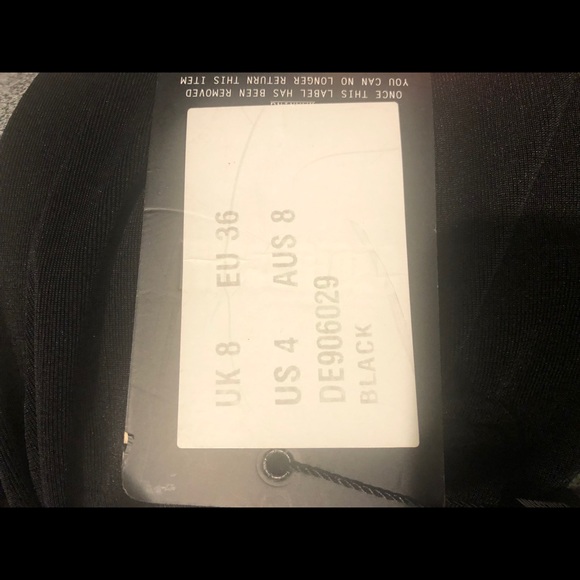 ONCE THIS LABEL HAS BEEN REMOVED
YOU CAN NO LONGER RETURN THIS ITEM
UK 8 EU 36
US 4 AUS 8
DE906029
BLACK